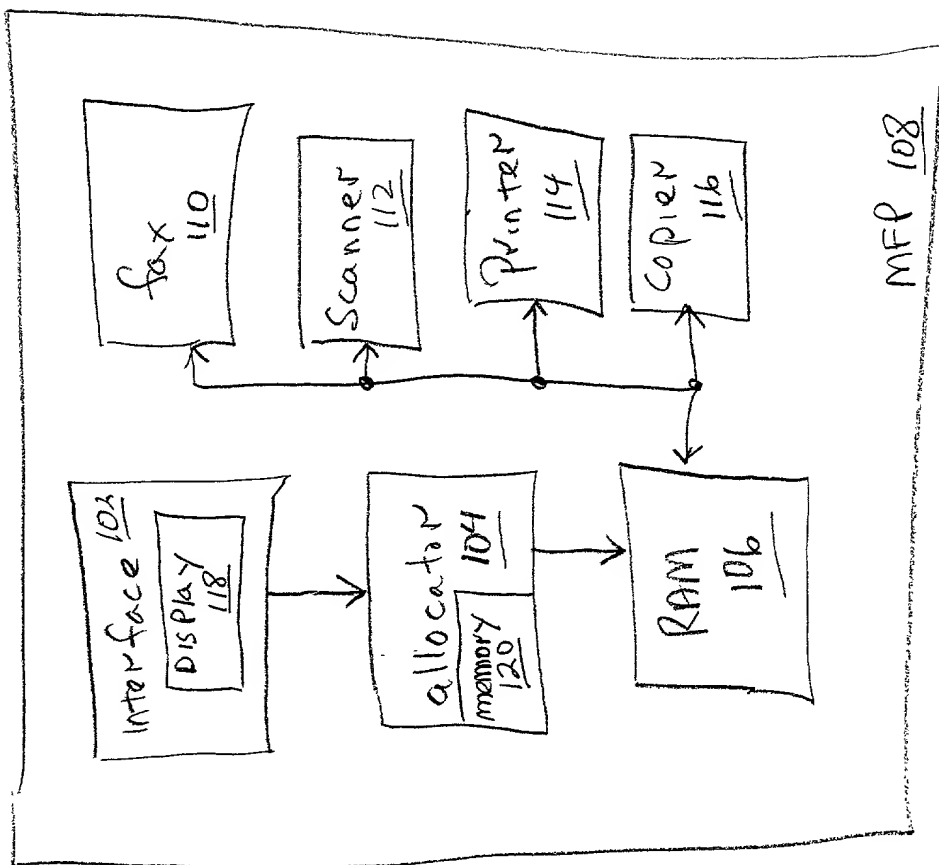 fax
110
Scanner
112
Printer
114
Copier
116
Interface 102
Display
118
allocator
104
memory
120
RAM
106
MFP 108